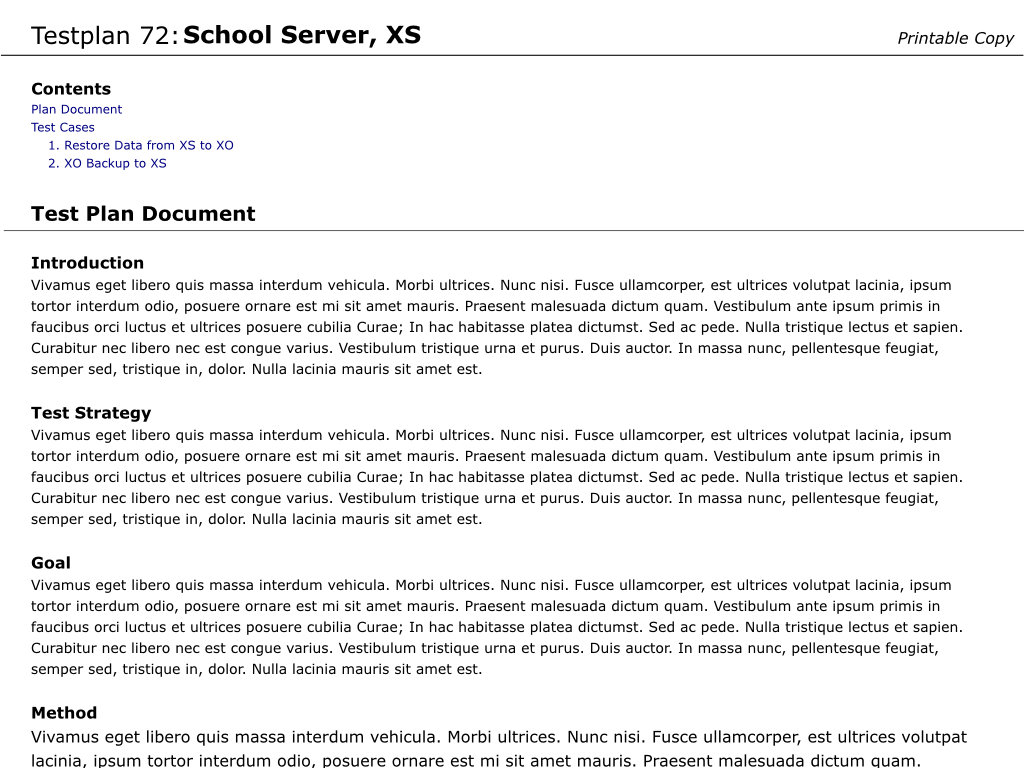 Testplan 72: School Server, XS
Printable Copy
Contents
Plan Document
Test Cases
1. Restore Data from XS to XO
2. XO Backup to XS
Test Plan Document
Introduction
Vivamus eget libero quis massa interdum vehicula. Morbi ultrices. Nunc nisi. Fusce ullamcorper, est ultrices volutpat lacinia, ipsum
tortor interdum odio, posuere ornare est mi sit amet mauris. Praesent malesuada dictum quam. Vestibulum ante ipsum primis in
faucibus orci luctus et ultrices posuere cubilia Curae; In hac habitasse platea dictumst. Sed ac pede. Nulla tristique lectus et sapien.
Curabitur nec libero nec est congue varius. Vestibulum tristique urna et purus. Duis auctor. In massa nunc, pellentesque feugiat,
semper sed, tristique in, dolor. Nulla lacinia mauris sit amet est.
Test Strategy
Vivamus eget libero quis massa interdum vehicula. Morbi ultrices. Nunc nisi. Fusce ullamcorper, est ultrices volutpat lacinia, ipsum
tortor interdum odio, posuere ornare est mi sit amet mauris. Praesent malesuada dictum quam. Vestibulum ante ipsum primis in
faucibus orci luctus et ultrices posuere cubilia Curae; In hac habitasse platea dictumst. Sed ac pede. Nulla tristique lectus et sapien.
Curabitur nec libero nec est congue varius. Vestibulum tristique urna et purus. Duis auctor. In massa nunc, pellentesque feugiat,
semper sed, tristique in, dolor. Nulla lacinia mauris sit amet est.
Goal
Vivamus eget libero quis massa interdum vehicula. Morbi ultrices. Nunc nisi. Fusce ullamcorper, est ultrices volutpat lacinia, ipsum
tortor interdum odio, posuere ornare est mi sit amet mauris. Praesent malesuada dictum quam. Vestibulum ante ipsum primis in
faucibus orci luctus et ultrices posuere cubilia Curae; In hac habitasse platea dictumst. Sed ac pede. Nulla tristique lectus et sapien.
Curabitur nec libero nec est congue varius. Vestibulum tristique urna et purus. Duis auctor. In massa nunc, pellentesque feugiat,
semper sed, tristique in, dolor. Nulla lacinia mauris sit amet est.
Method
Vivamus eget libero quis massa interdum vehicula. Morbi ultrices. Nunc nisi. Fusce ullamcorper, est ultrices volutpat
lacinia, ipsum tortor interdum odio, posuere ornare est mi sit amet mauris. Praesent malesuada dictum quam.